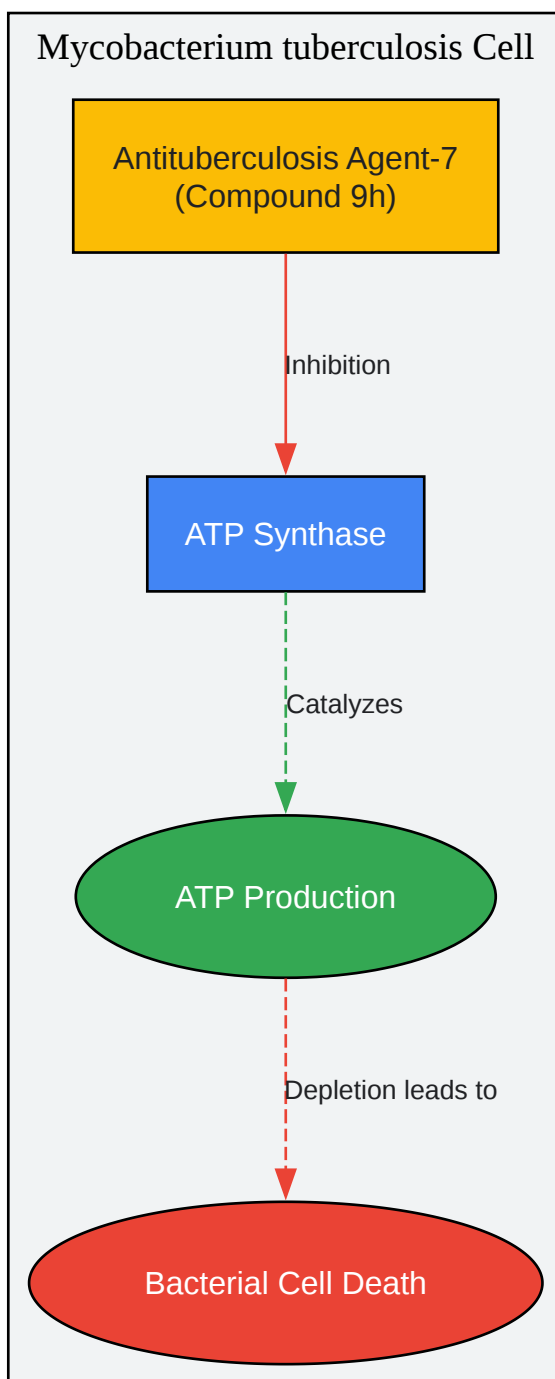 Mycobacterium tuberculosis Cell
Antituberculosis Agent-7
(Compound 9h)
Inhibition
ATP Synthase
Catalyzes
ATP Production
Depletion leads to
Bacterial Cell Death